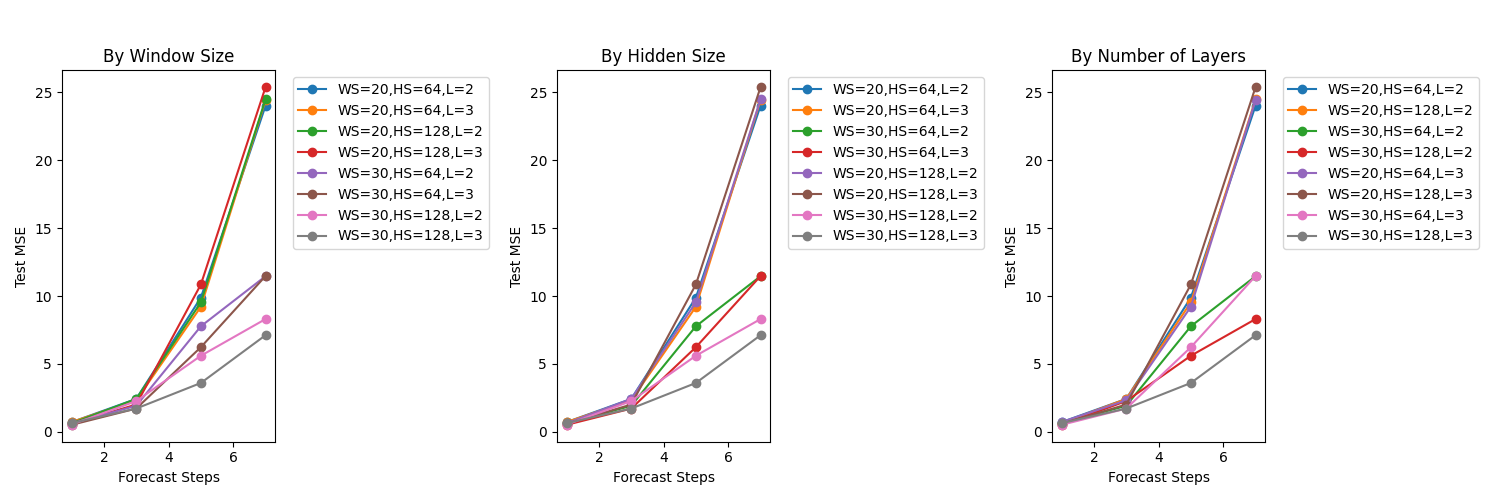 By Window Size
Test MSE
25
20
15
10
5
0
2
4
6
Forecast Steps
WS=20,HS=64,L=2
WS=20,HS=64,L=3
WS=20,HS=128,L=2
WS=20,HS=128,L=3
WS=30,HS=64,L=2
WS=30,HS=64,L=3
WS=30,HS=128,L=2
WS=30,HS=128,L=3
By Hidden Size
Test MSE
25
20
15
10
5
0
2
4
6
Forecast Steps
WS=20,HS=64,L=2
WS=20,HS=64,L=3
WS=30,HS=64,L=2
WS=30,HS=64,L=3
WS=20,HS=128,L=2
WS=20,HS=128,L=3
WS=30,HS=128,L=2
WS=30,HS=128,L=3
By Number of Layers
Test MSE
25
20
15
10
5
0
2
4
6
Forecast Steps
WS=20,HS=64,L=2
WS=20,HS=128,L=2
WS=30,HS=64,L=2
WS=30,HS=128,L=2
WS=20,HS=64,L=3
WS=20,HS=128,L=3
WS=30,HS=64,L=3
WS=30,HS=128,L=3